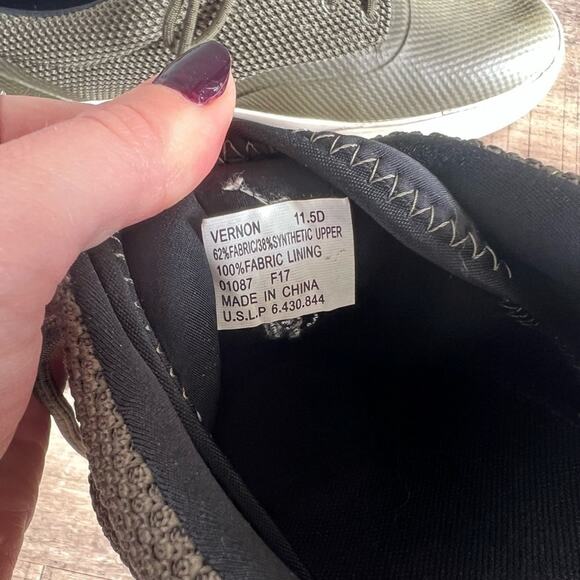 VERNON 11.5D
62%FABRIC/38%SYNTHETIC UPPER
100%FABRIC LINING
01087 F17
MADE IN CHINA
U.S.L.P 6.430.844